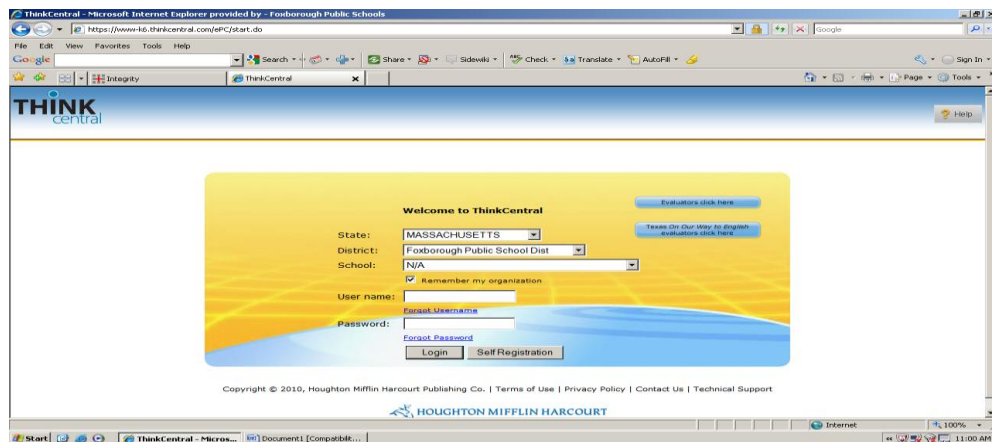 ThinkCentral - Microsoft Internet Explorer provided by - Foxborough Public Schools
https://www-k6.thinkcentral.com/ePC/start.do
Google
File Edit View Favorites Tools Help
Google Search Share Sidewiki Check Translate AutoFill Sign In
Integrity ThinkCentral Page Tools
THINK central
Help
Evaluators click here
Welcome to ThinkCentral
Texas On Our Way to English
evaluators click here
State: MASSACHUSETTS
District: Foxborough Public School Dist
School: N/A
Remember my organization
User name:
Forgot Username
Password:
Forgot Password
Login Self Registration
Copyright © 2010, Houghton Mifflin Harcourt Publishing Co. | Terms of Use | Privacy Policy | Contact Us | Technical Support
HOUGHTON MIFFLIN HARCOURT
Internet 100%
Start ThinkCentral - Micros... Document1 [Compatibilit... 11:00 AM